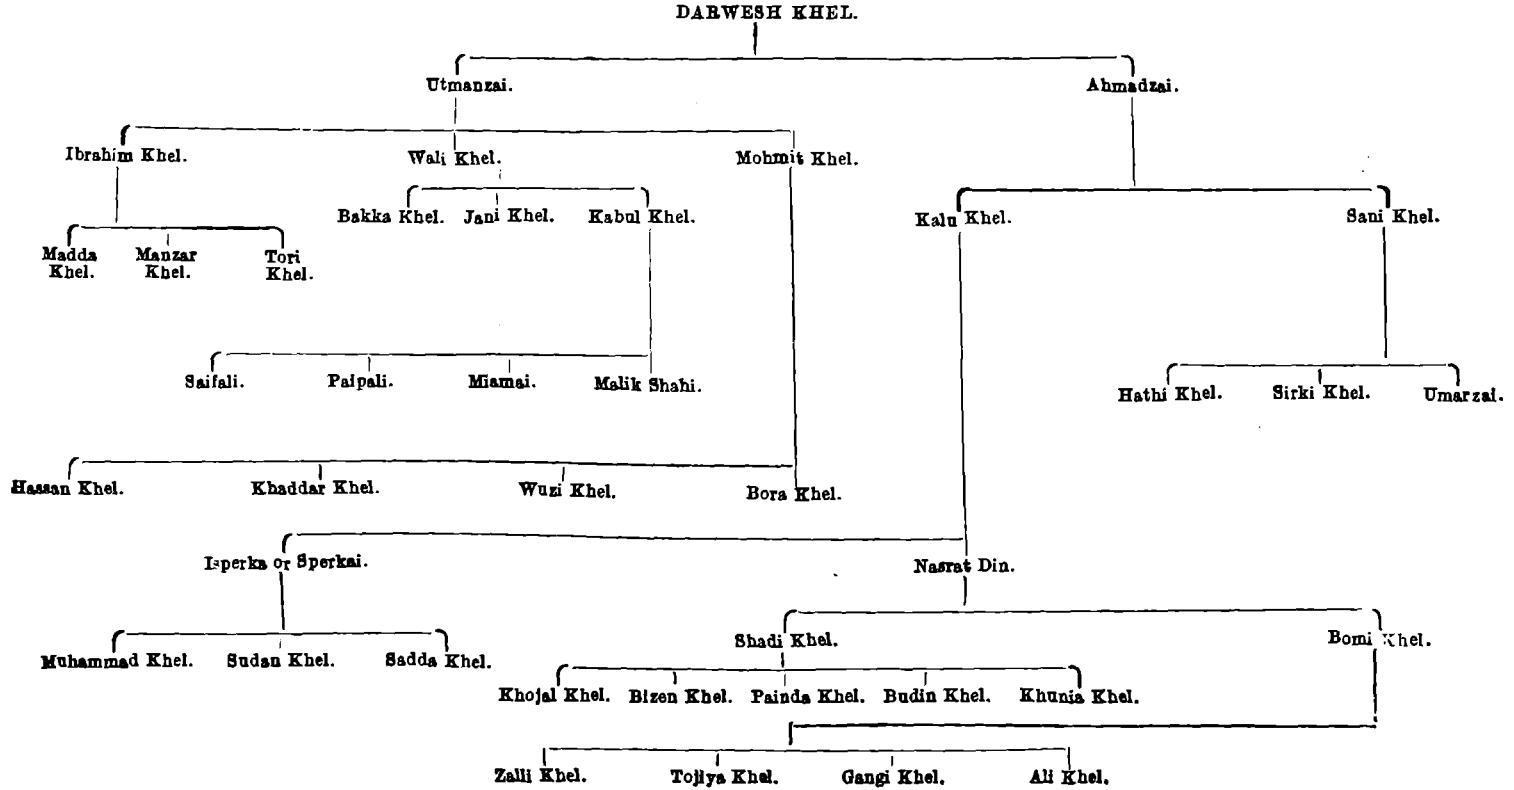 DARWESH KHEL.
Utmanzai. Ahmadzai.
Ibrahim Khel. Wali Khel. Mohmit Khel.
Bakka Khel. Jani Khel. Kabul Khel. Kalu Khel. Sani Khel.
Madda Khel. Manzar Khel. Tori Khel.
Saifali. Paipali. Miamai. Malik Shahi.
Hathi Khel. Sirki Khel. Umarzai.
Hassan Khel. Khaddar Khel. Wuzi Khel. Bora Khel.
Isperka or Sperkai. Nasrat Din.
Shadi Khel. Bomi Khel.
Muhammad Khel. Sudan Khel. Sadda Khel.
Khojal Khel. Bizen Khel. Painda Khel. Budin Khel. Khunia Khel.
Zalli Khel. Tojiya Khel. Gangi Khel. Ali Khel.